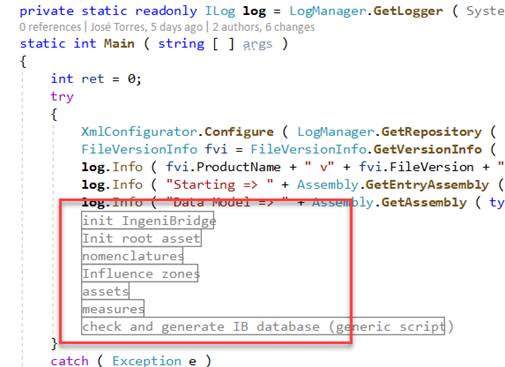 private static readonly ILog log = LogManager.GetLogger ( Syste
0 references | José Torres, 5 days ago | 2 authors, 6 changes
static int Main ( string [ ] args )
{
int ret = 0;
try
{
XmlConfigurator.Configure ( LogManager.GetRepository (
FileVersionInfo fvi = FileVersionInfo.GetVersionInfo (
log.Info ( fvi.ProductName + " v" + fvi.FileVersion + "
log.Info ( "Starting => " + Assembly.GetEntryAssembly (
log.Info ( "Data Model => " + Assembly.GetAssembly ( ty
init IngeniBridge
Init root asset
nomenclatures
Influence zones
assets
measures
check and generate IB database (generic script)
}
catch ( Exception e )